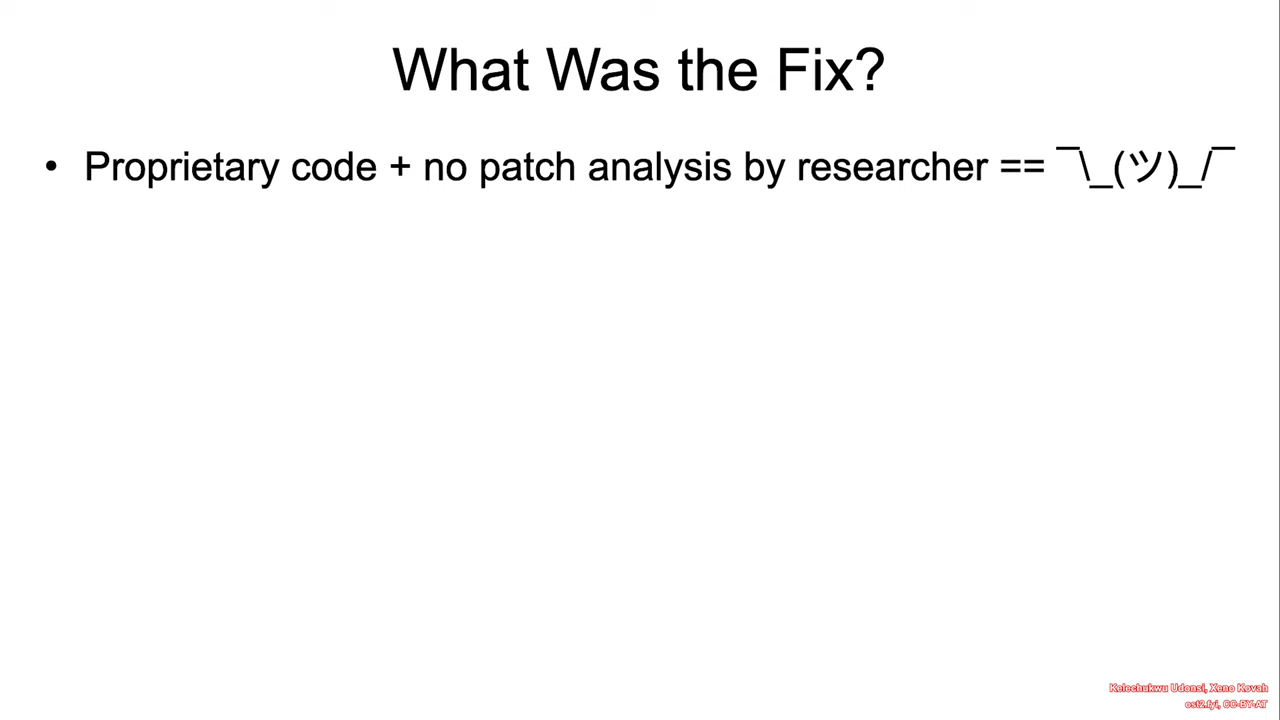 What Was the Fix?
• Proprietary code + no patch analysis by researcher == ¯\_(ツ)_/¯
Kelechukwu Udonsi, Xeno Kovah
ost2.fyi, CC-BY-AT